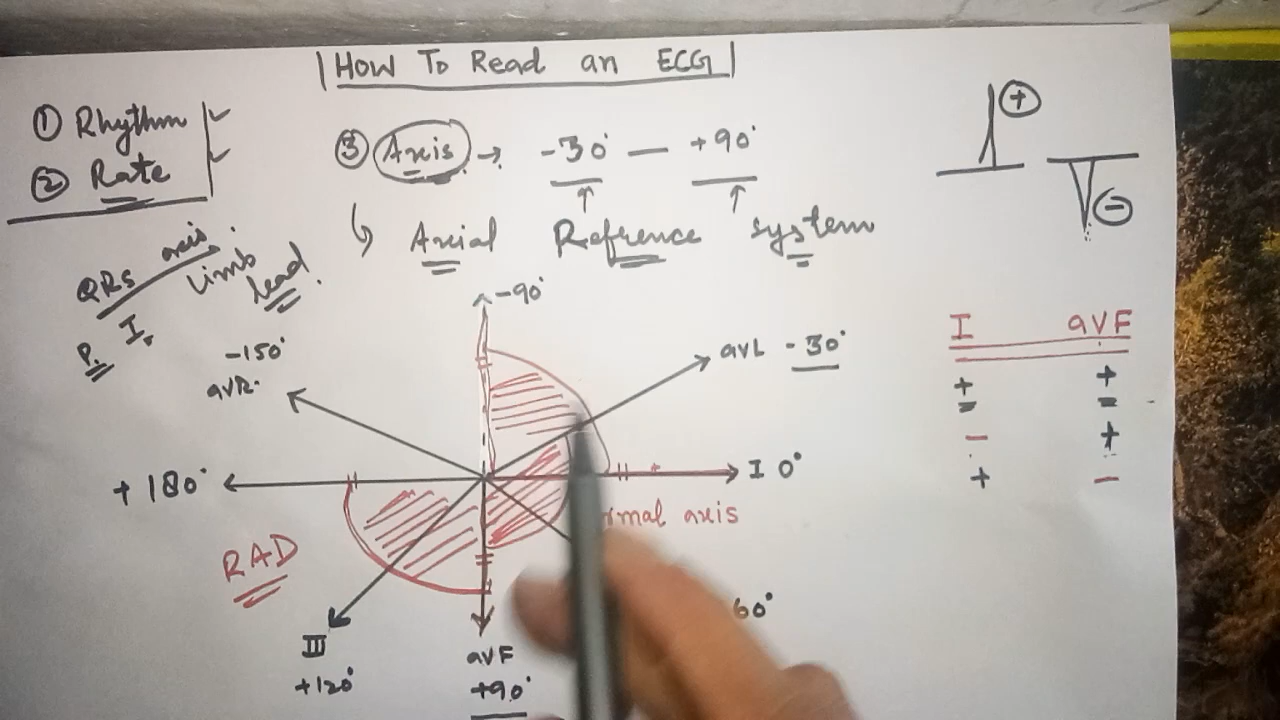 How To Read an ECG
① Rhythm
② Rate
③ Axis → -30° — +90°
Axial Refrence system
QRS axis
limb lead
P. I.
+
-
-90°
avL -30°
-150°
avR.
+180°
I 0°
rmal axis
RAD
60°
III
+120°
avF
+90°
I avF
+ +
- +
+ -